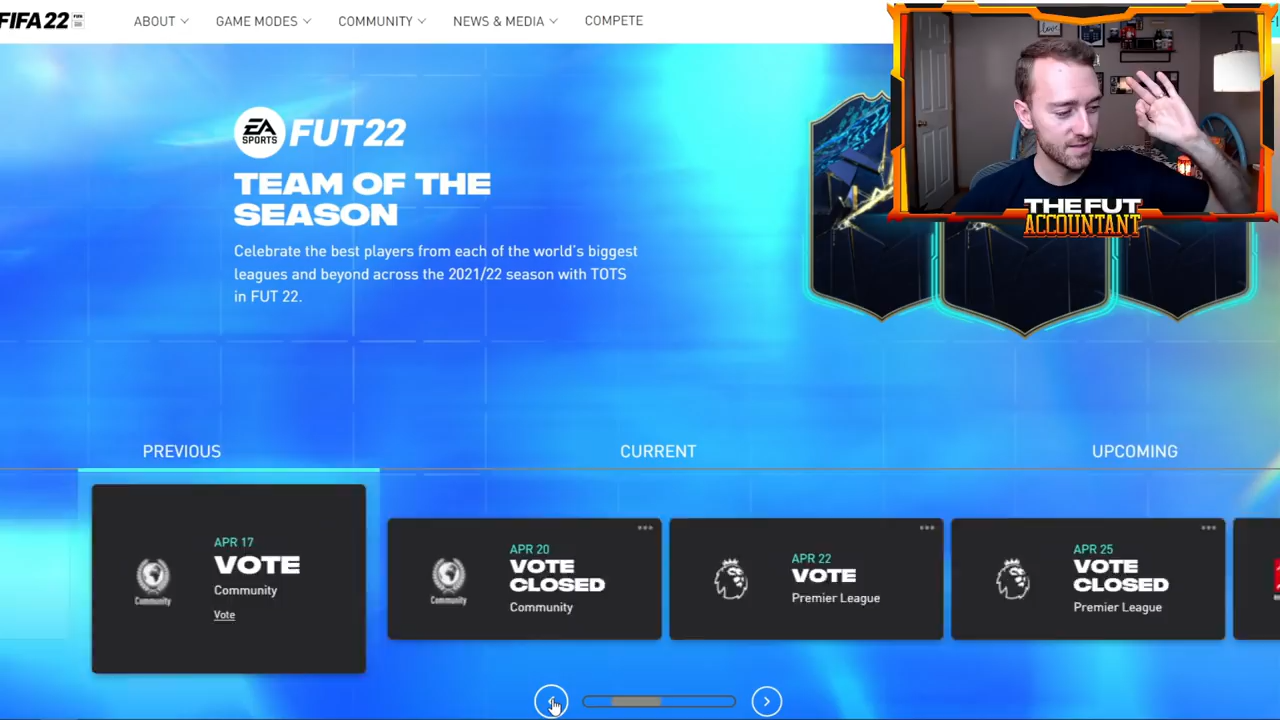 FIFA 22
ABOUT
GAME MODES
COMMUNITY
NEWS & MEDIA
COMPETE
love
THE FUT
ACCOUNTANT
EA
SPORTS
FUT22
TEAM OF THE
SEASON
Celebrate the best players from each of the world's biggest
leagues and beyond across the 2021/22 season with TOTS
in FUT 22.
PREVIOUS
CURRENT
UPCOMING
Community
APR 17
VOTE
Community
Vote
Community
APR 20
VOTE
CLOSED
Community
APR 22
VOTE
Premier League
APR 25
VOTE
CLOSED
Premier League